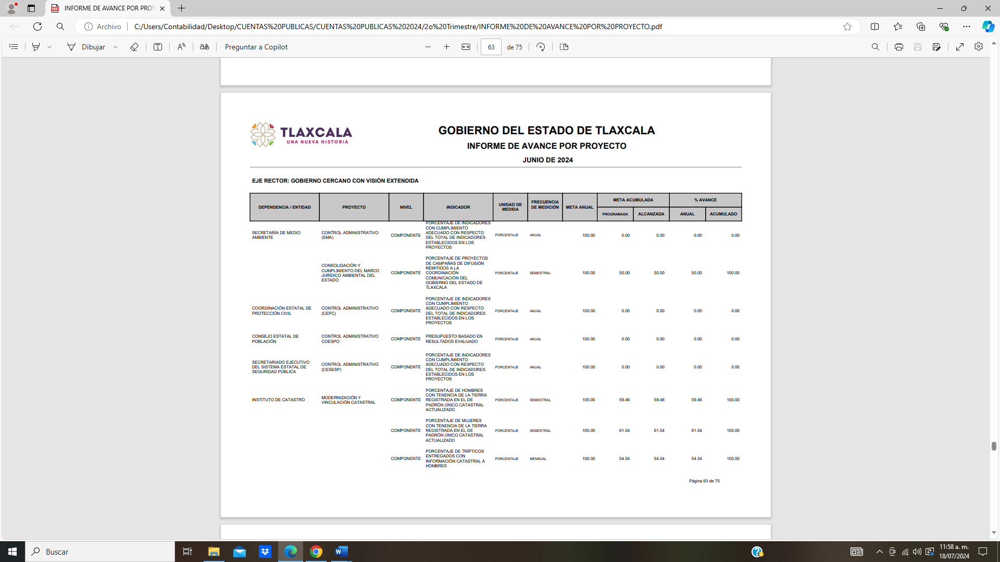 INFORME DE AVANCE POR PROY
Archivo
C:/Users/Contabilidad/Desktop/CUENTAS%20PUBLICAS/CUENTAS%20PUBLICAS%202024/2o%20Trimestre/INFORME%20DE%20AVANCE%20POR%20PROYECTO.pdf
Dibujar
Preguntar a Copilot
63 de 75
TLAXCALA
UNA NUEVA HISTORIA
GOBIERNO DEL ESTADO DE TLAXCALA
INFORME DE AVANCE POR PROYECTO
JUNIO DE 2024
EJE RECTOR: GOBIERNO CERCANO CON VISIÓN EXTENDIDA
DEPENDENCIA / ENTIDAD
PROYECTO
NIVEL
INDICADOR
UNIDAD DE
MEDIDA
FRECUENCIA
DE MEDICIÓN
META ANUAL
META ACUMULADA
PROGRAMADA
ALCANZADA
% AVANCE
ANUAL
ACUMULADO
SECRETARÍA DE MEDIO
AMBIENTE
CONTROL ADMINISTRATIVO
(SMA)
COMPONENTE
PORCENTAJE DE INDICADORES
CON CUMPLIMIENTO
ADECUADO CON RESPECTO
DEL TOTAL DE INDICADORES
ESTABLECIDOS EN LOS
PROYECTOS
PORCENTAJE ANUAL 100.00 0.00 0.00 0.00 0.00
CONSOLIDACIÓN Y
CUMPLIMIENTO DEL MARCO
JURÍDICO AMBIENTAL DEL
ESTADO
COMPONENTE
PORCENTAJE DE PROYECTOS
DE CAMPAÑAS DE DIFUSIÓN
REMITIDOS A LA
COORDINACIÓN
COMUNICACIÓN DEL
GOBIERNO DEL ESTADO DE
TLAXCALA
PORCENTAJE SEMESTRAL 100.00 50.00 50.00 50.00 100.00
COORDINACIÓN ESTATAL DE
PROTECCIÓN CIVIL
CONTROL ADMINISTRATIVO
(CEPC)
COMPONENTE
PORCENTAJE DE INDICADORES
CON CUMPLIMIENTO
ADECUADO CON RESPECTO
DEL TOTAL DE INDICADORES
ESTABLECIDOS EN LOS
PROYECTOS
PORCENTAJE ANUAL 100.00 0.00 0.00 0.00 0.00
CONSEJO ESTATAL DE
POBLACIÓN
CONTROL ADMINISTRATIVO
COESPO
COMPONENTE
PRESUPUESTO BASADO EN
RESULTADOS EVALUADO
PORCENTAJE ANUAL 100.00 0.00 0.00 0.00 0.00
SECRETARIADO EJECUTIVO
DEL SISTEMA ESTATAL DE
SEGURIDAD PÚBLICA
CONTROL ADMINISTRATIVO
(CESESP)
COMPONENTE
PORCENTAJE DE INDICADORES
CON CUMPLIMIENTO
ADECUADO CON RESPECTO
DEL TOTAL DE INDICADORES
ESTABLECIDOS EN LOS
PROYECTOS
PORCENTAJE ANUAL 100.00 0.00 0.00 0.00 0.00
INSTITUTO DE CATASTRO
MODERNIZACIÓN Y
VINCULACIÓN CATASTRAL
COMPONENTE
PORCENTAJE DE HOMBRES
CON TENENCIA DE LA TIERRA
REGISTRADA EN EL DE
PADRÓN ÚNICO CATASTRAL
ACTUALIZADO
PORCENTAJE SEMESTRAL 100.00 59.46 59.46 59.46 100.00
COMPONENTE
PORCENTAJE DE MUJERES
CON TENENCIA DE LA TIERRA
REGISTRADA EN EL DE
PADRÓN ÚNICO CATASTRAL
ACTUALIZADO
PORCENTAJE SEMESTRAL 100.00 61.54 61.54 61.54 100.00
COMPONENTE
PORCENTAJE DE TRÍPTICOS
ENTREGADOS CON
INFORMACIÓN CATASTRAL A
HOMBRES
PORCENTAJE MENSUAL 100.00 54.54 54.54 54.54 100.00
Página 63 de 75
Buscar
11:58 a. m.
18/07/2024